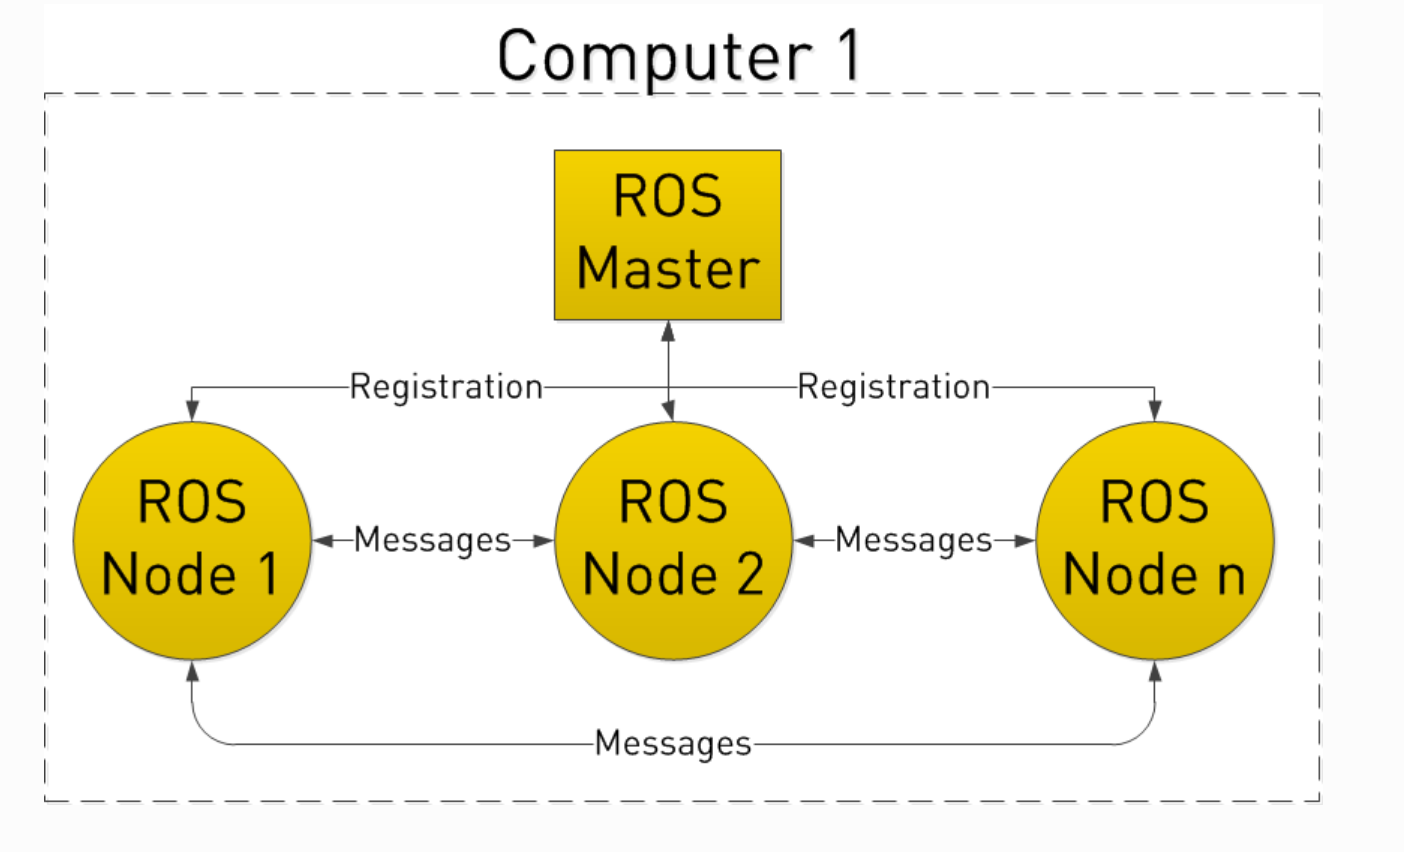 Computer 1
ROS
Master
Registration
Registration
ROS
Node 1
Messages
ROS
Node 2
Messages
ROS
Node n
Messages